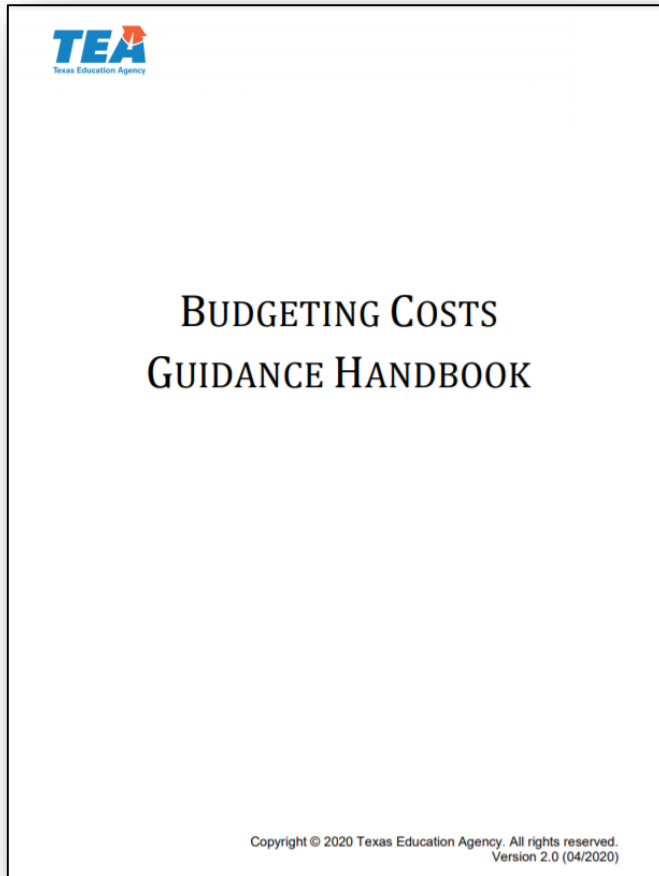 TEA
Texas Education Agency
BUDGETING COSTS
GUIDANCE HANDBOOK
Copyright © 2020 Texas Education Agency. All rights reserved.
Version 2.0 (04/2020)